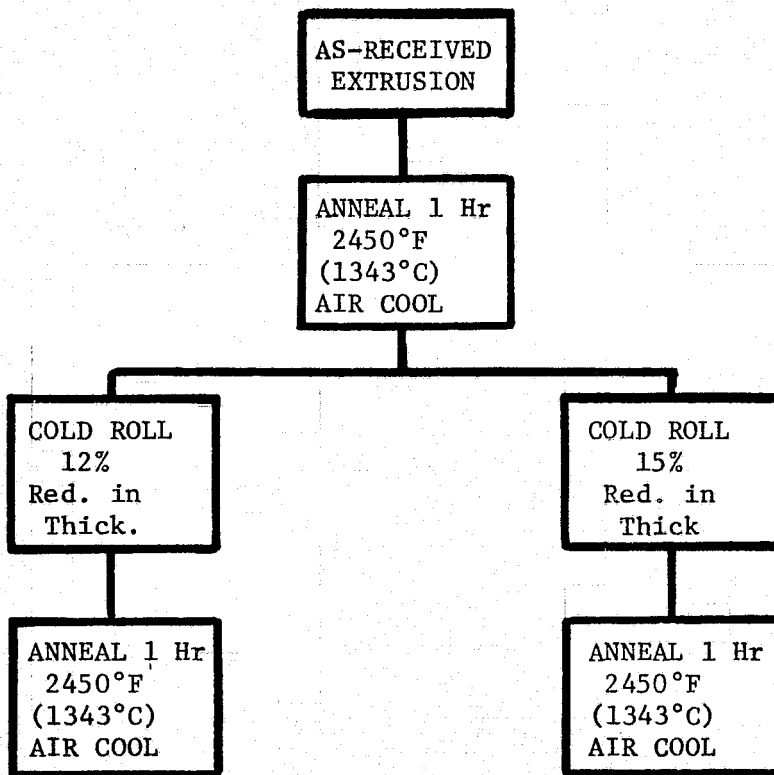 AS-RECEIVED
EXTRUSION
ANNEAL 1 Hr
2450°F
(1343°C)
AIR COOL
COLD ROLL
12%
Red. in
Thick.
COLD ROLL
15%
Red. in
Thick
ANNEAL 1 Hr
2450°F
(1343°C)
AIR COOL
ANNEAL 1 Hr
2450°F
(1343°C)
AIR COOL